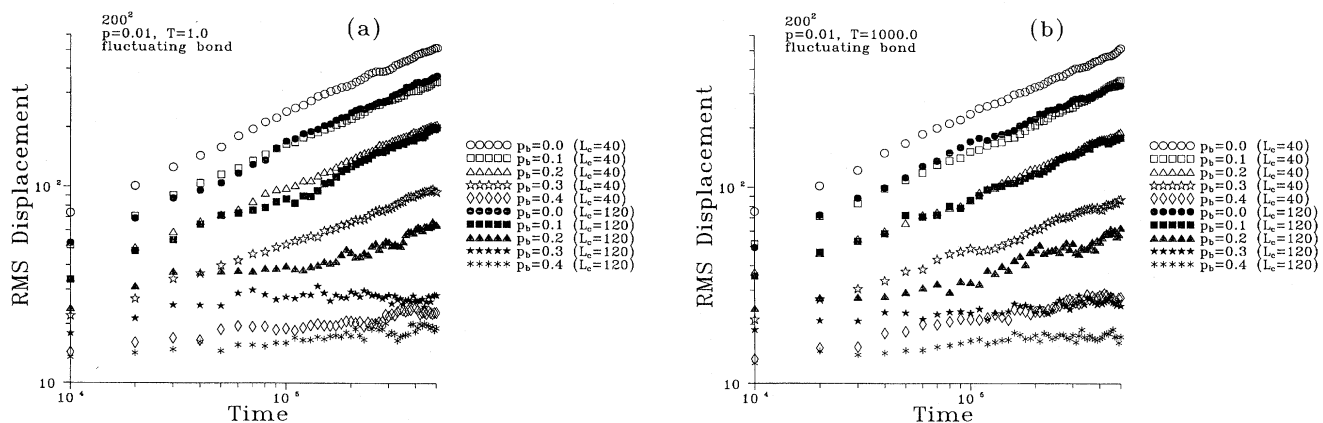 200²
p=0.01, T=1.0
fluctuating bond
(a)
RMS Displacement
10²
10
10⁴
10⁵
Time
p_b=0.0 (L_c=40)
p_b=0.1 (L_c=40)
p_b=0.2 (L_c=40)
p_b=0.3 (L_c=40)
p_b=0.4 (L_c=40)
p_b=0.0 (L_c=120)
p_b=0.1 (L_c=120)
p_b=0.2 (L_c=120)
p_b=0.3 (L_c=120)
p_b=0.4 (L_c=120)
200²
p=0.01, T=1000.0
fluctuating bond
(b)
RMS Displacement
10²
10
10⁴
10⁵
Time
p_b=0.0 (L_c=40)
p_b=0.1 (L_c=40)
p_b=0.2 (L_c=40)
p_b=0.3 (L_c=40)
p_b=0.4 (L_c=40)
p_b=0.0 (L_c=120)
p_b=0.1 (L_c=120)
p_b=0.2 (L_c=120)
p_b=0.3 (L_c=120)
p_b=0.4 (L_c=120)